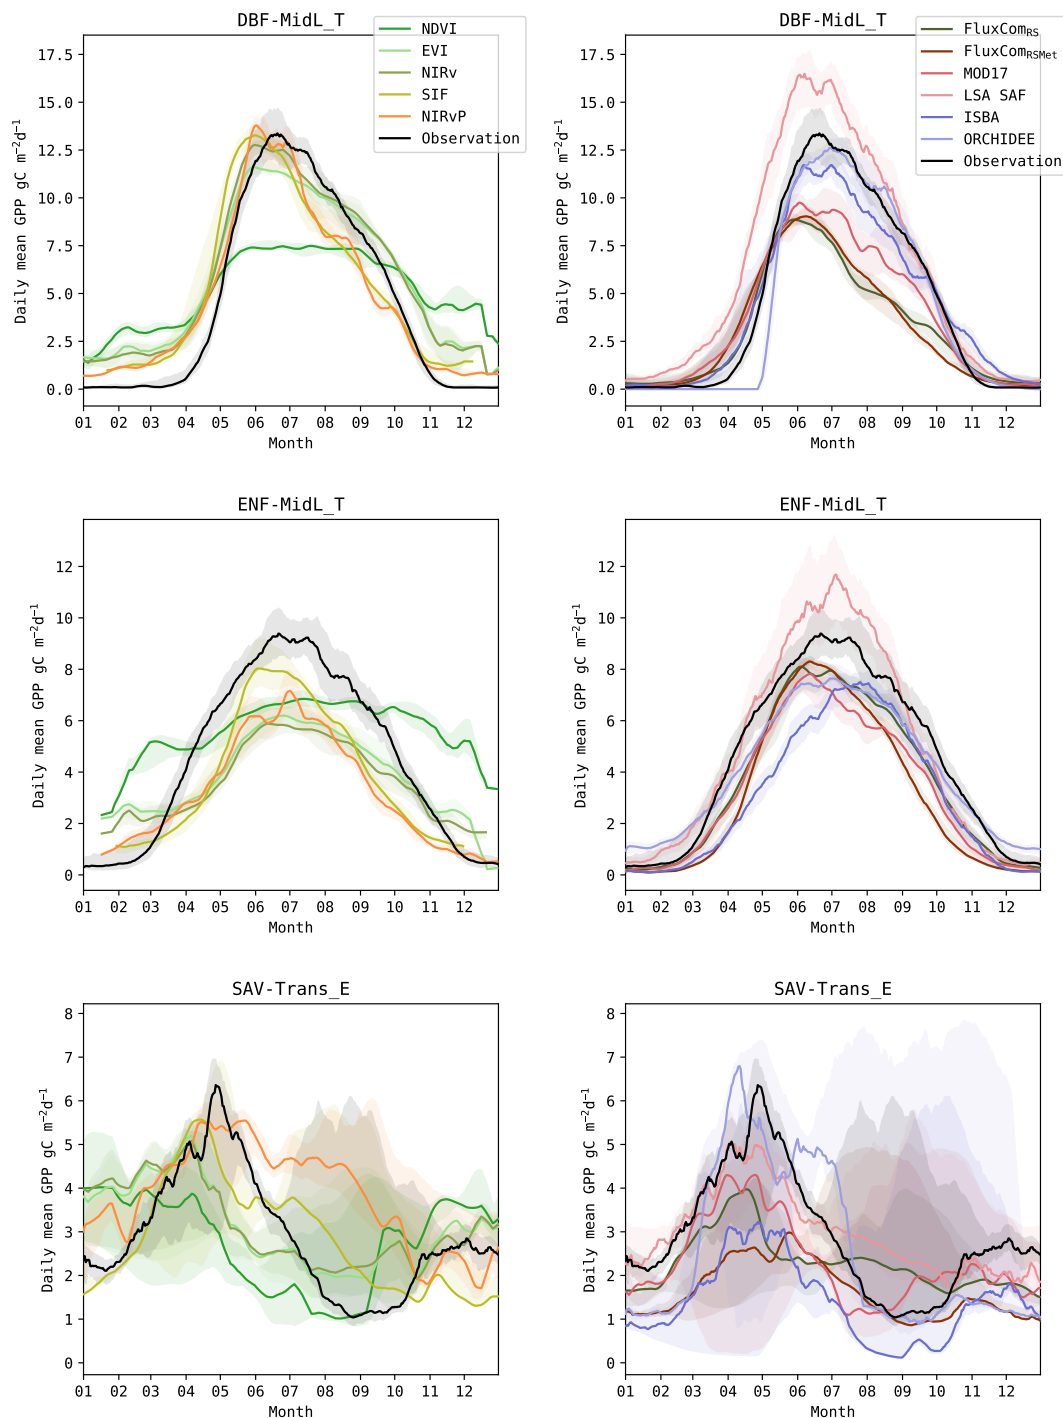 DBF-MidL_T
NDVI
EVI
NIRv
SIF
NIRvP
Observation
17.5
15.0
12.5
10.0
7.5
5.0
2.5
0.0
Daily mean GPP gC m⁻²d⁻¹
01 02 03 04 05 06 07 08 09 10 11 12
Month
DBF-MidL_T
FluxCom_RS
FluxCom_RSMet
MOD17
LSA SAF
ISBA
ORCHIDEE
Observation
17.5
15.0
12.5
10.0
7.5
5.0
2.5
0.0
Daily mean GPP gC m⁻²d⁻¹
01 02 03 04 05 06 07 08 09 10 11 12
Month
ENF-MidL_T
12
10
8
6
4
2
0
Daily mean GPP gC m⁻²d⁻¹
01 02 03 04 05 06 07 08 09 10 11 12
Month
ENF-MidL_T
12
10
8
6
4
2
0
Daily mean GPP gC m⁻²d⁻¹
01 02 03 04 05 06 07 08 09 10 11 12
Month
SAV-Trans_E
8
7
6
5
4
3
2
1
0
Daily mean GPP gC m⁻²d⁻¹
01 02 03 04 05 06 07 08 09 10 11 12
Month
SAV-Trans_E
8
7
6
5
4
3
2
1
0
Daily mean GPP gC m⁻²d⁻¹
01 02 03 04 05 06 07 08 09 10 11 12
Month